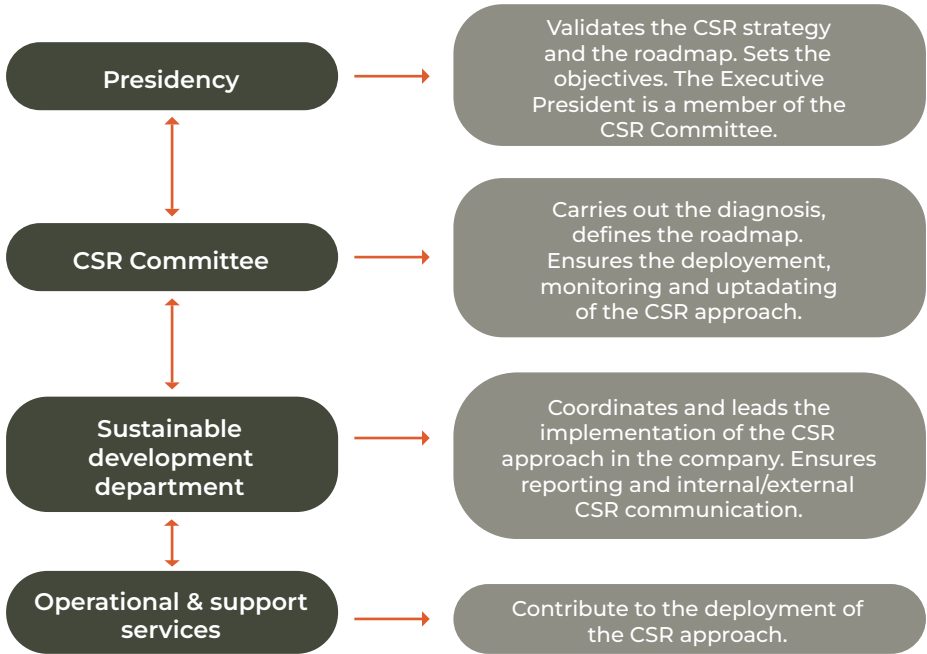 Presidency
Validates the CSR strategy
and the roadmap. Sets the
objectives. The Executive
President is a member of the
CSR Committee.
CSR Committee
Carries out the diagnosis,
defines the roadmap.
Ensures the deployement,
monitoring and uptadating
of the CSR approach.
Sustainable
development
department
Coordinates and leads the
implementation of the CSR
approach in the company. Ensures
reporting and internal/external
CSR communication.
Operational & support
services
Contribute to the deployment of
the CSR approach.